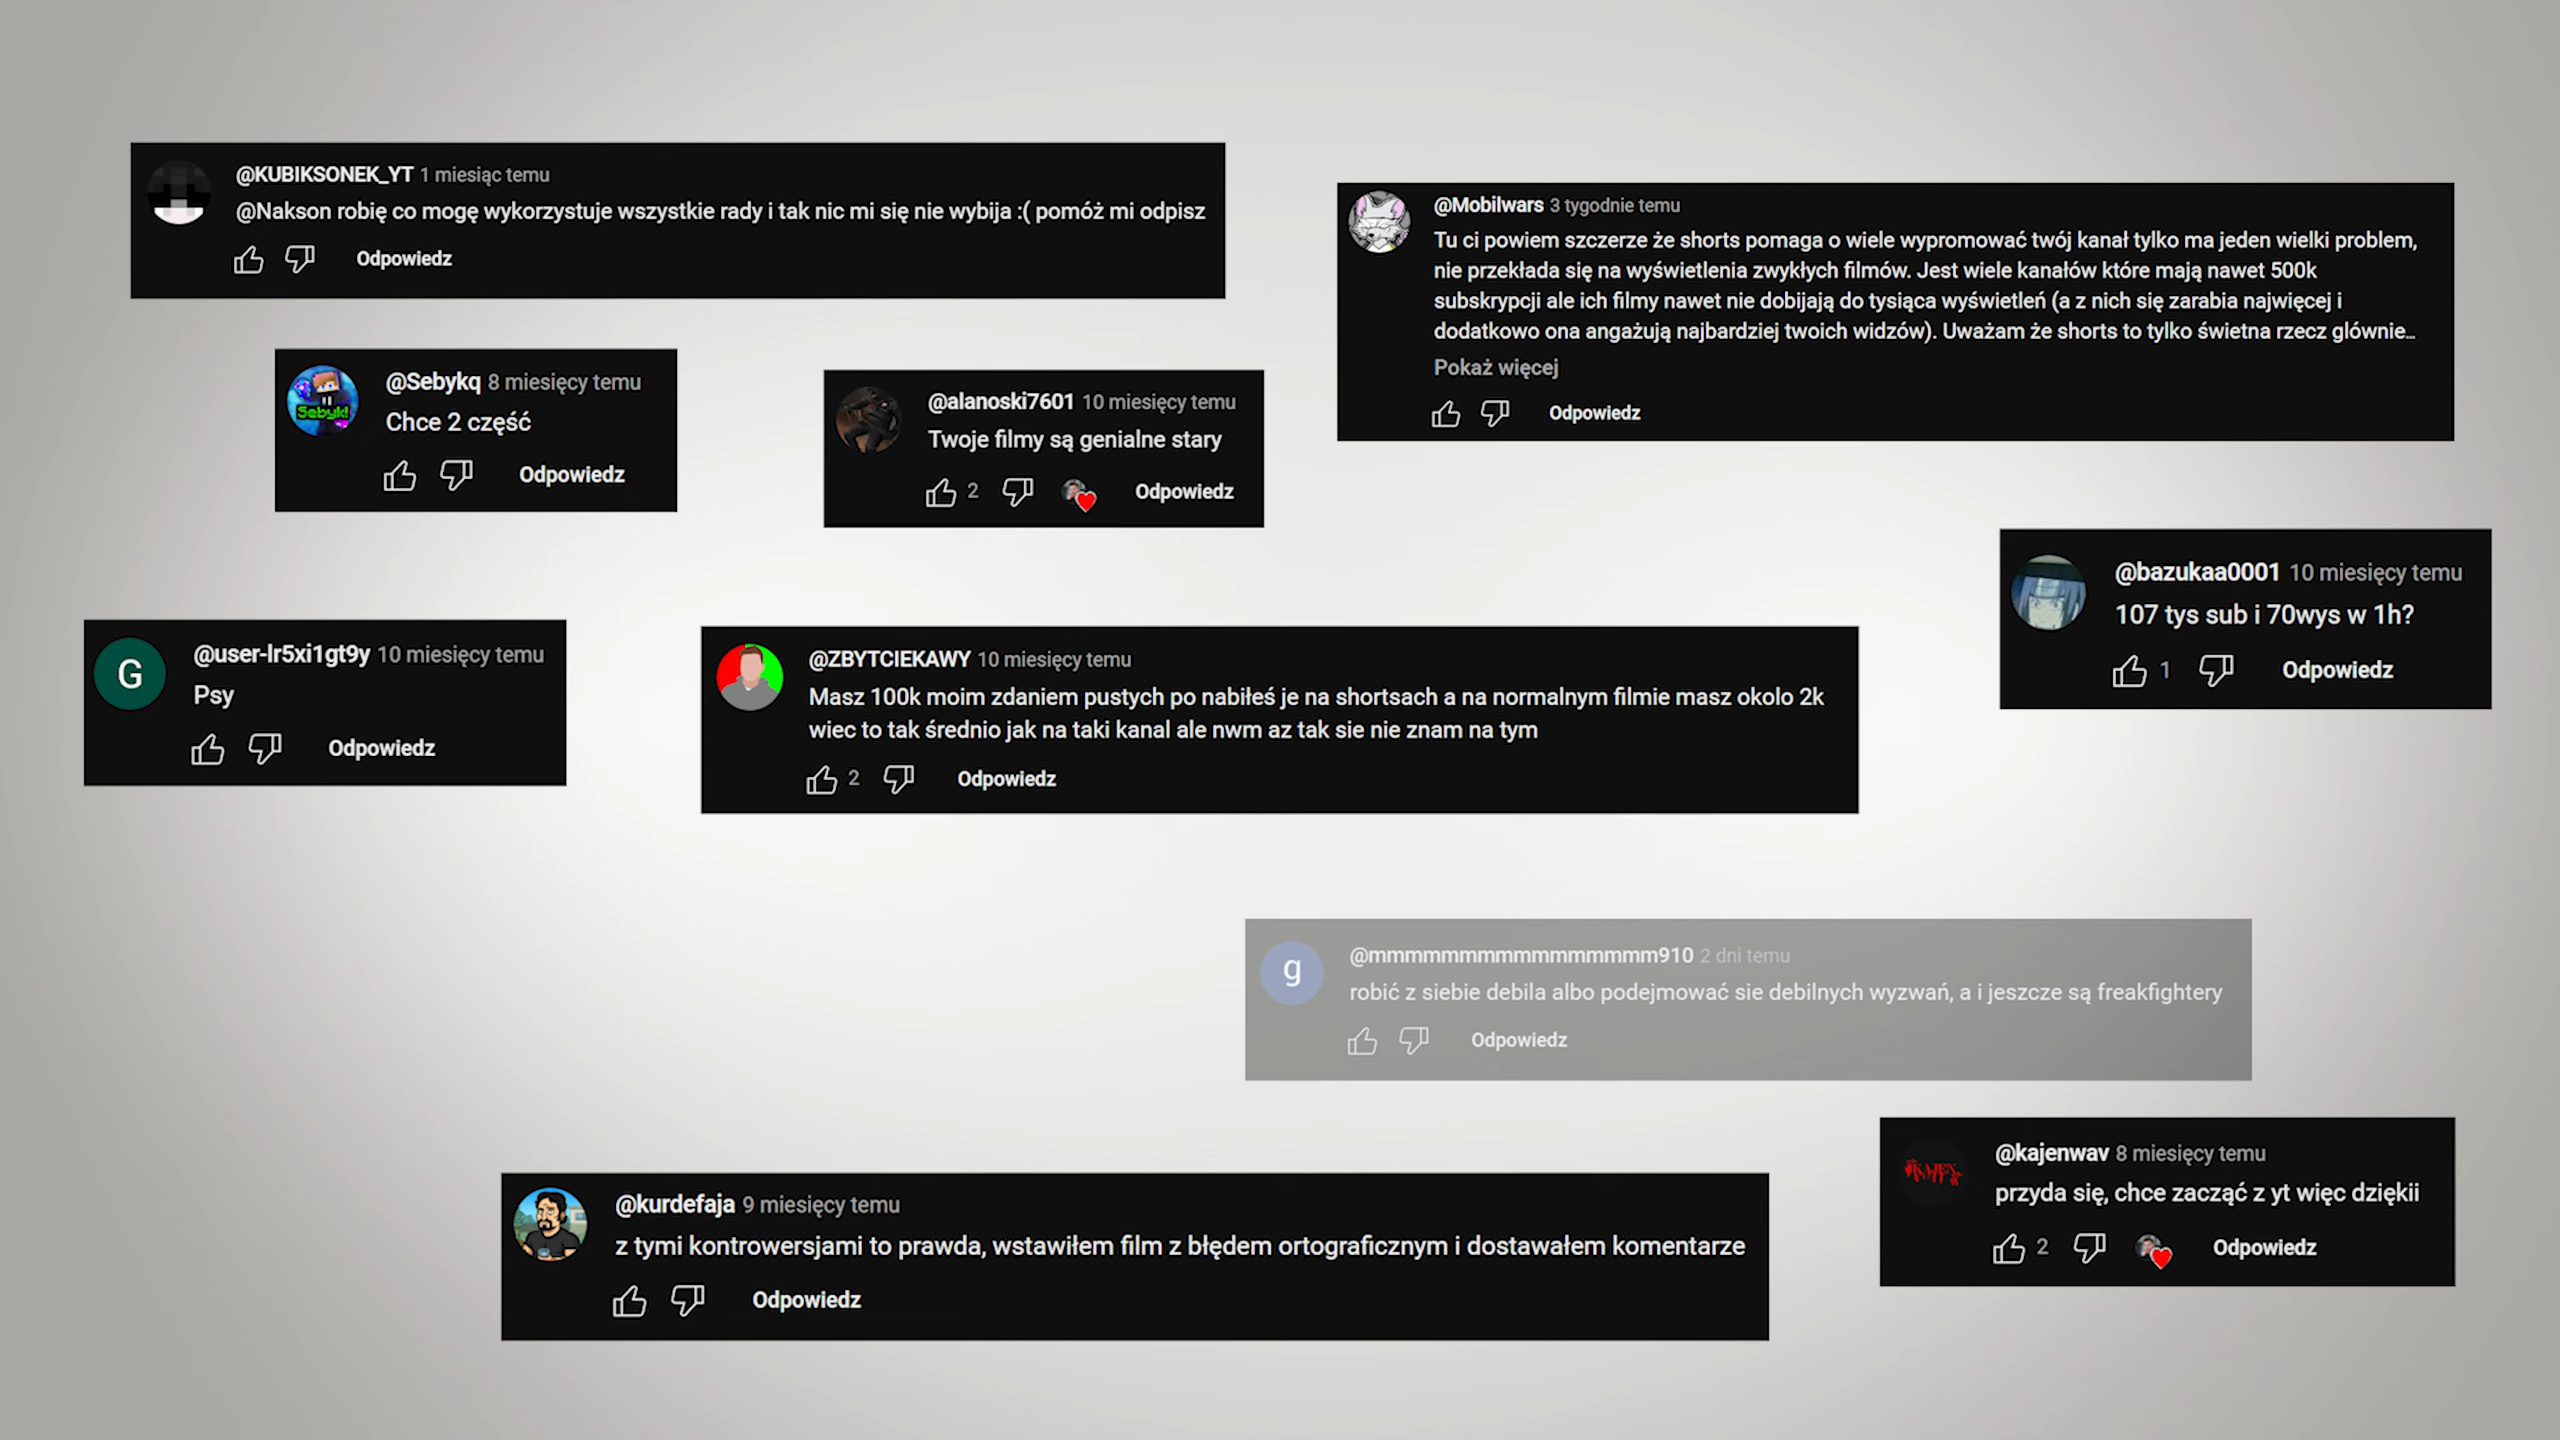 @KUBIKSONEK_YT 1 miesiąc temu
@Nakson robię co mogę wykorzystuje wszystkie rady i tak nic mi się nie wybija :( pomóż mi odpisz
Odpowiedz
@Mobilwars 3 tygodnie temu
Tu ci powiem szczerze że shorts pomaga o wiele wypromować twój kanał tylko ma jeden wielki problem,
nie przekłada się na wyświetlenia zwykłych filmów. Jest wiele kanałów które mają nawet 500k
subskrypcji ale ich filmy nawet nie dobijają do tysiąca wyświetleń (a z nich się zarabia najwięcej i
dodatkowo ona angażują najbardziej twoich widzów). Uważam że shorts to tylko świetna rzecz glównie...
Pokaż więcej
Odpowiedz
Sebyk!
@Sebykq 8 miesięcy temu
Chce 2 część
Odpowiedz
@alanoski7601 10 miesięcy temu
Twoje filmy są genialne stary
2 Odpowiedz
@bazukaa0001 10 miesięcy temu
107 tys sub i 70wys w 1h?
1 Odpowiedz
G
@user-lr5xi1gt9y 10 miesięcy temu
Psy
Odpowiedz
@ZBYTCIEKAWY 10 miesięcy temu
Masz 100k moim zdaniem pustych po nabiłeś je na shortsach a na normalnym filmie masz okolo 2k
wiec to tak średnio jak na taki kanal ale nwm az tak sie nie znam na tym
2 Odpowiedz
g
@mmmmmmmmmmmmmmmm910 2 dni temu
robić z siebie debila albo podejmować sie debilnych wyzwań, a i jeszcze są freakfightery
Odpowiedz
@kajenwav 8 miesięcy temu
przyda się, chce zacząć z yt więc dziękii
2 Odpowiedz
@kurdefaja 9 miesięcy temu
z tymi kontrowersjami to prawda, wstawiłem film z błędem ortograficznym i dostawałem komentarze
Odpowiedz